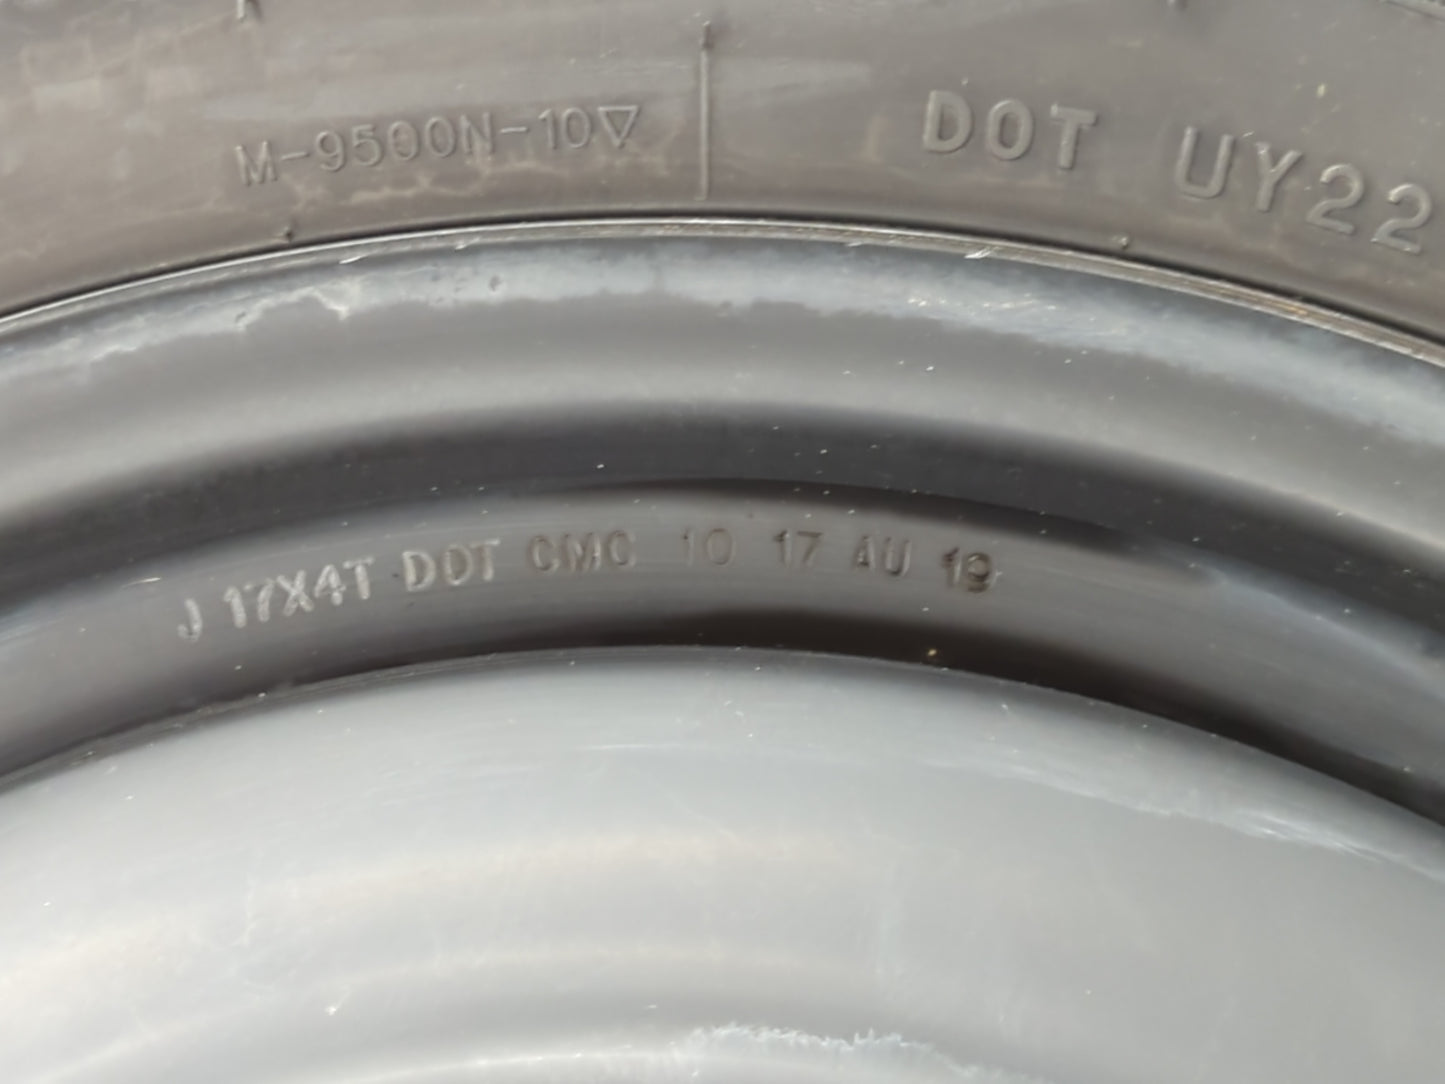 M-9500N-10▽
DOT UY22
J 17X4T DOT CMC 10 17 AU 19